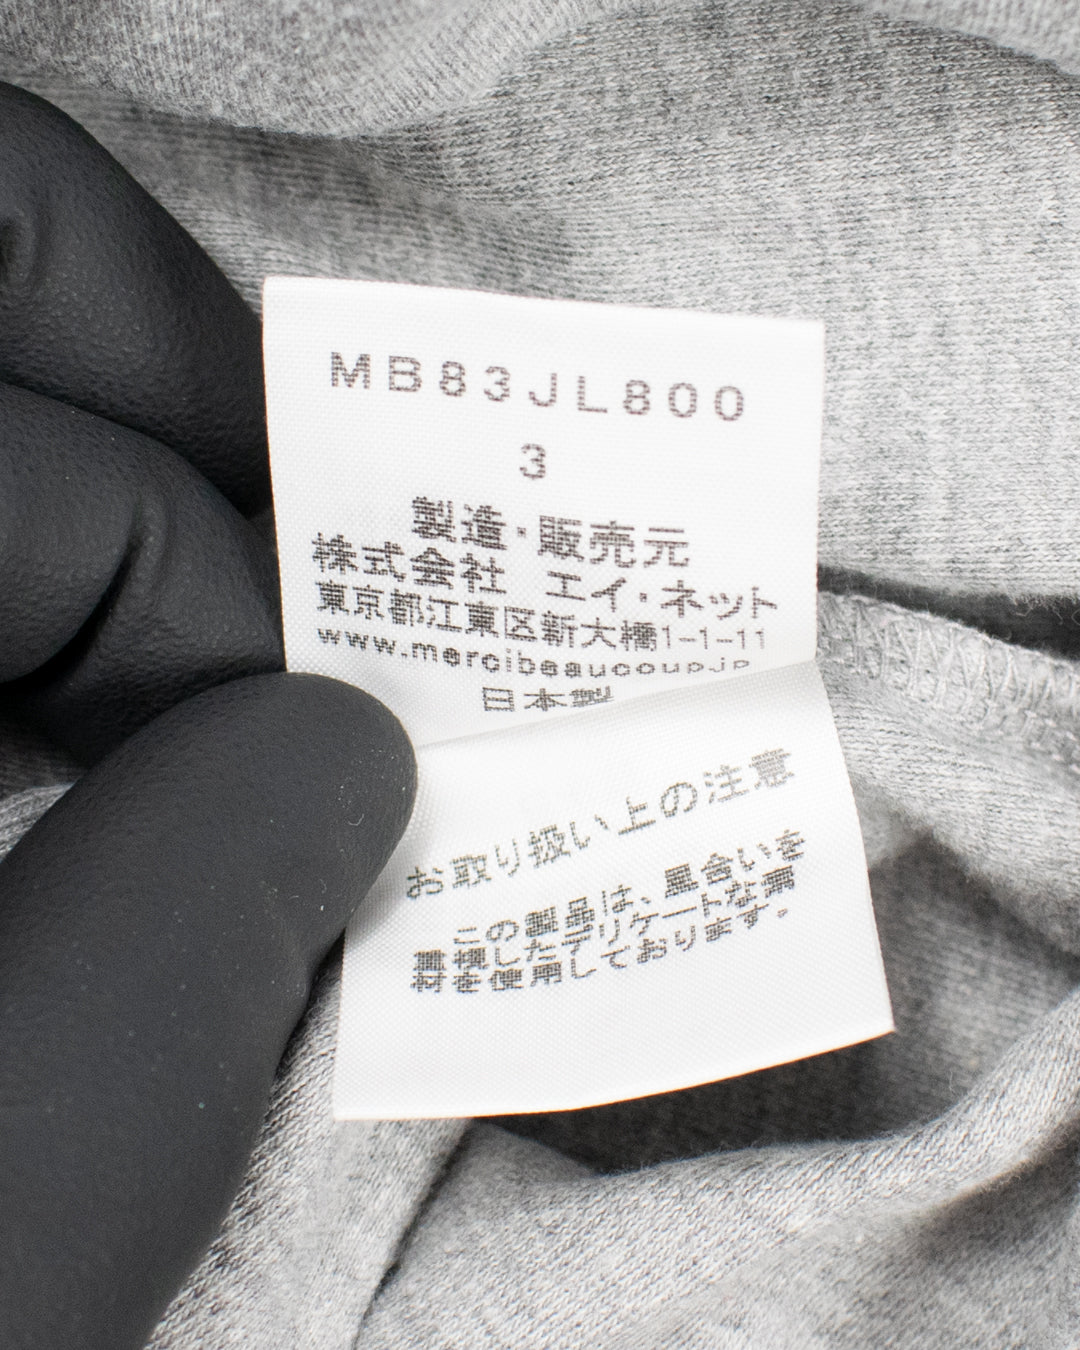 MB83JL800
3
製造・販売元
株式会社 エイ・ネット
東京都江東区新大橋1-1-11
www.mercibeaucoup.jp
日本製
お取り扱い上の注意
この製品は、風合いを
重視したデリケートな素
材を使用しております。